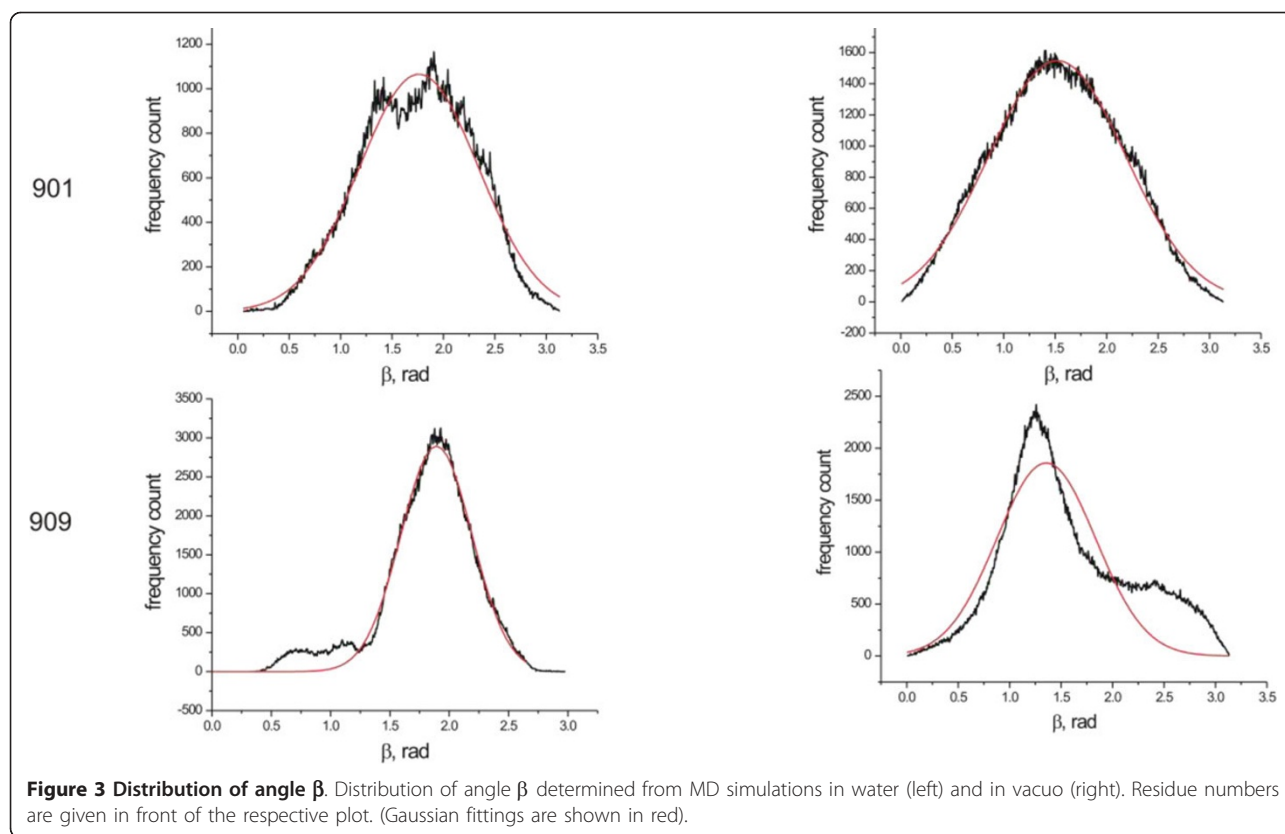 901
frequency count
1200
1000
800
600
400
200
0
0.0 0.5 1.0 1.5 2.0 2.5 3.0 3.5
β, rad
frequency count
1600
1400
1200
1000
800
600
400
200
0
-200
0.0 0.5 1.0 1.5 2.0 2.5 3.0 3.5
β, rad
909
frequency count
3500
3000
2500
2000
1500
1000
500
0
-500
0.0 0.5 1.0 1.5 2.0 2.5 3.0
β, rad
frequency count
2500
2000
1500
1000
500
0
0.0 0.5 1.0 1.5 2.0 2.5 3.0 3.5
β, rad
Figure 3 Distribution of angle β. Distribution of angle β determined from MD simulations in water (left) and in vacuo (right). Residue numbers
are given in front of the respective plot. (Gaussian fittings are shown in red).